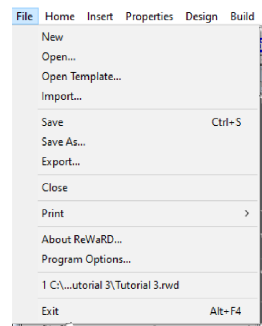 File Home Insert Properties Design Build
New
Open...
Open Template...
Import...
Save Ctrl+S
Save As...
Export...
Close
Print >
About ReWaRD...
Program Options...
1 C:\...utorial 3\Tutorial 3.rwd
Exit Alt+F4